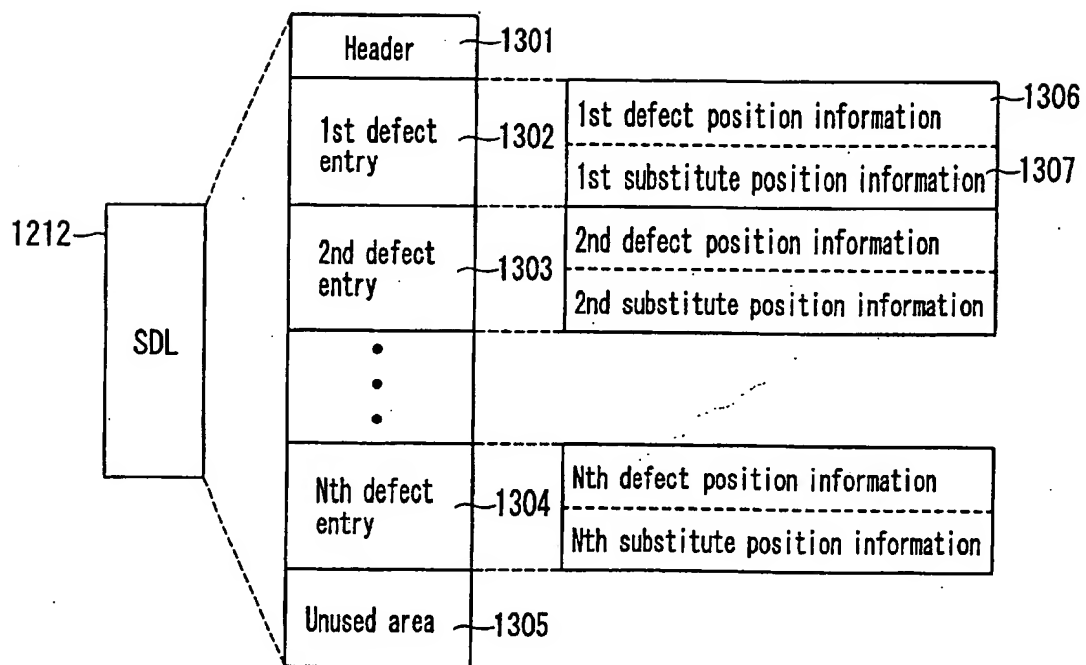 Header
1301
1st defect
entry
1302
1st defect position information
1306
1st substitute position information
1307
1212
SDL
2nd defect
entry
1303
2nd defect position information
2nd substitute position information
Nth defect
entry
1304
Nth defect position information
Nth substitute position information
Unused area
1305